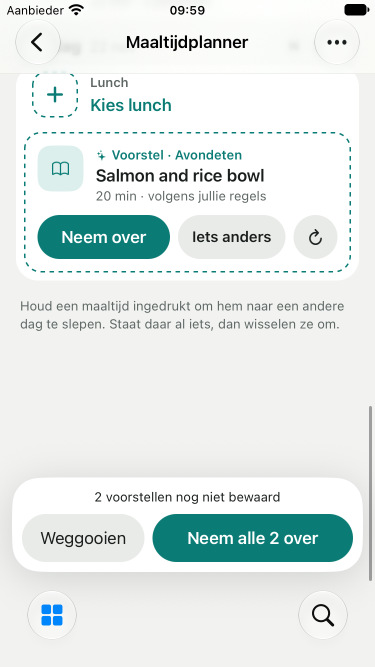 Aanbieder 09:59
Maaltijdplanner
Lunch
Kies lunch
Voorstel · Avondeten
Salmon and rice bowl
20 min · volgens jullie regels
Neem over
Iets anders
Houd een maaltijd ingedrukt om hem naar een andere
dag te slepen. Staat daar al iets, dan wisselen ze om.
2 voorstellen nog niet bewaard
Weggooien
Neem alle 2 over